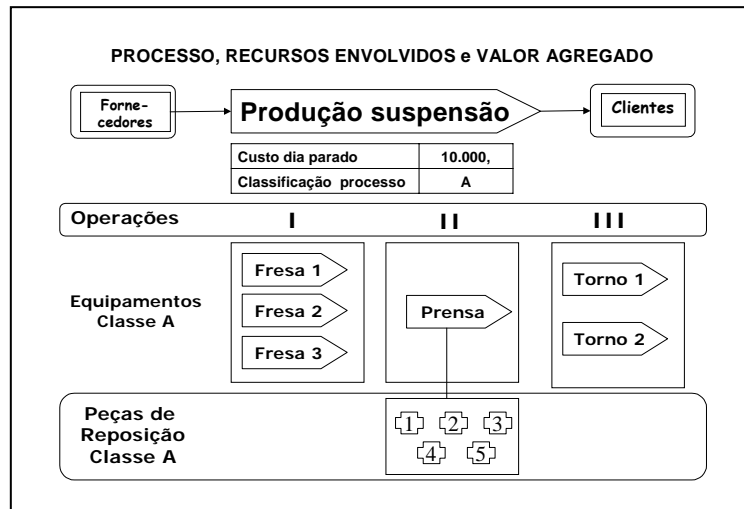 PROCESSO, RECURSOS ENVOLVIDOS e VALOR AGREGADO
Forne-
cedores
Produção suspensão
Clientes
Custo dia parado 10.000,
Classificação processo A
Operações I II III
Equipamentos
Classe A
Fresa 1
Fresa 2
Fresa 3
Prensa
Torno 1
Torno 2
Peças de
Reposição
Classe A
1 2 3
4 5